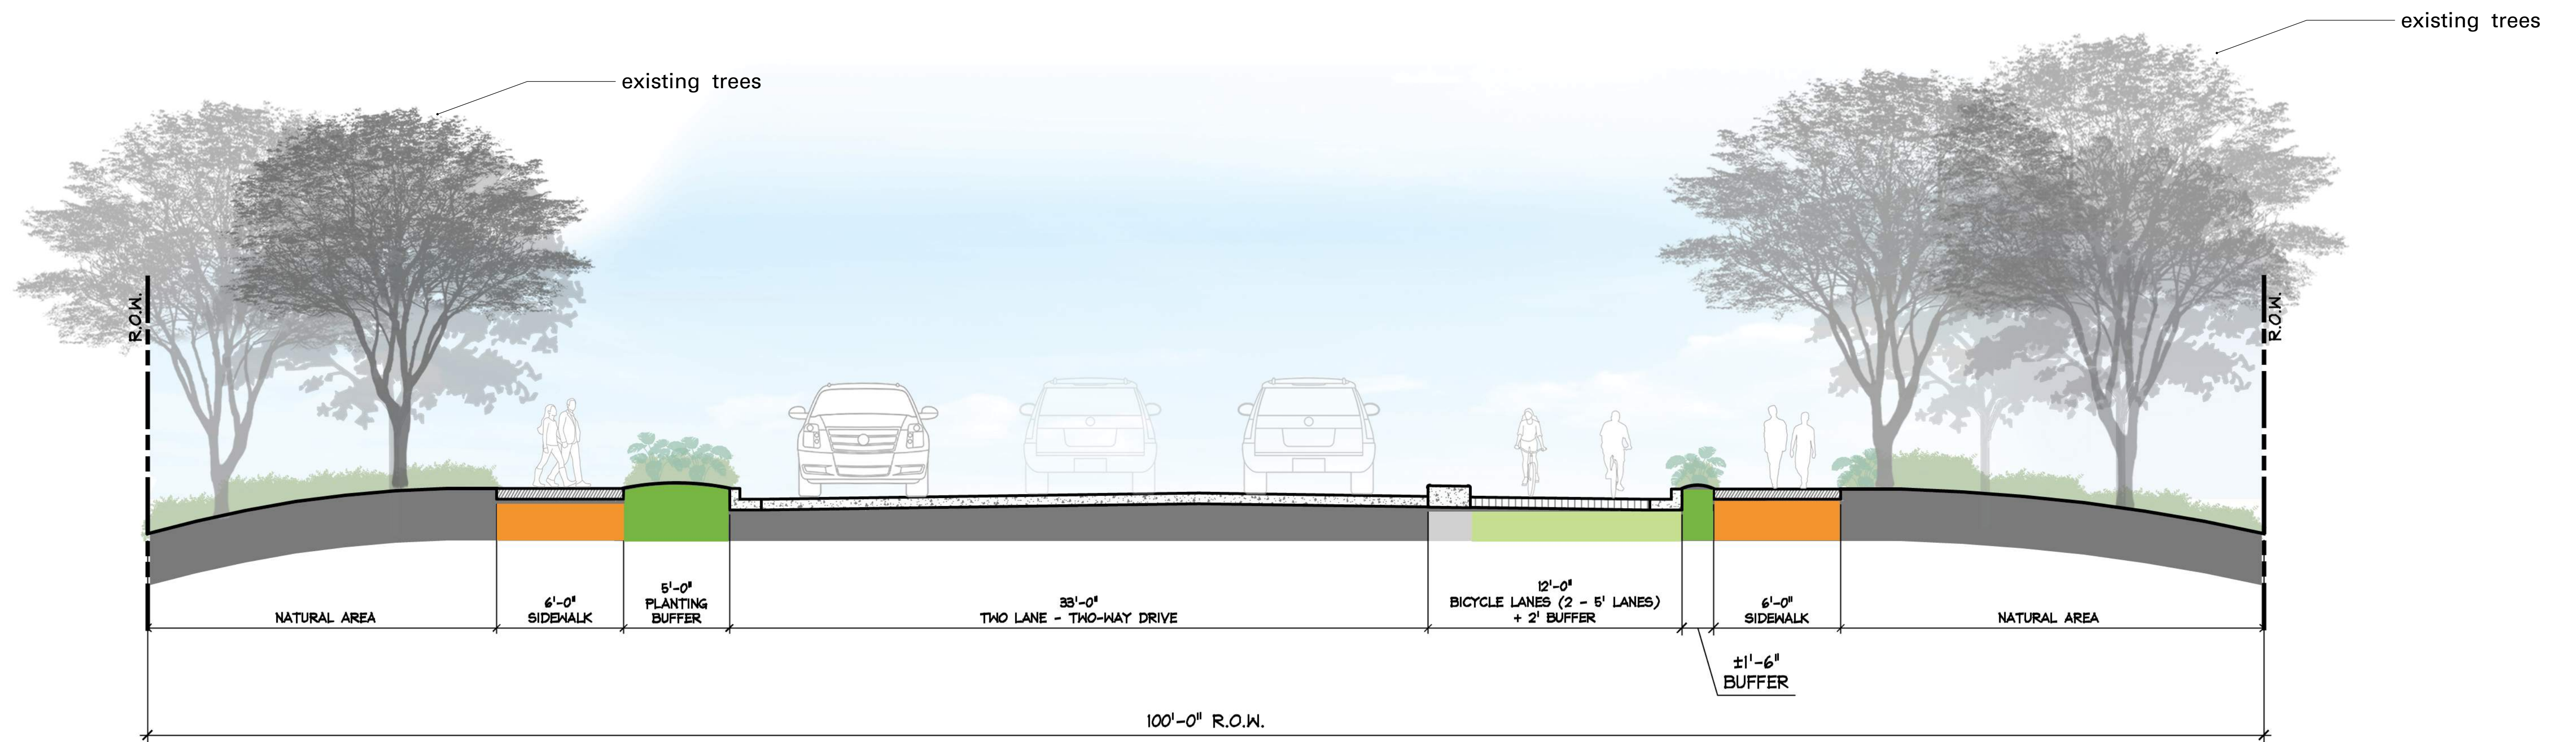 existing trees
existing trees
R.O.W.
R.O.W.
NATURAL AREA
6'-0"
SIDEWALK
5'-0"
PLANTING
BUFFER
33'-0"
TWO LANE - TWO-WAY DRIVE
12'-0"
BICYCLE LANES (2 - 5' LANES)
+ 2' BUFFER
6'-0"
SIDEWALK
NATURAL AREA
±1'-6"
BUFFER
100'-0" R.O.W.